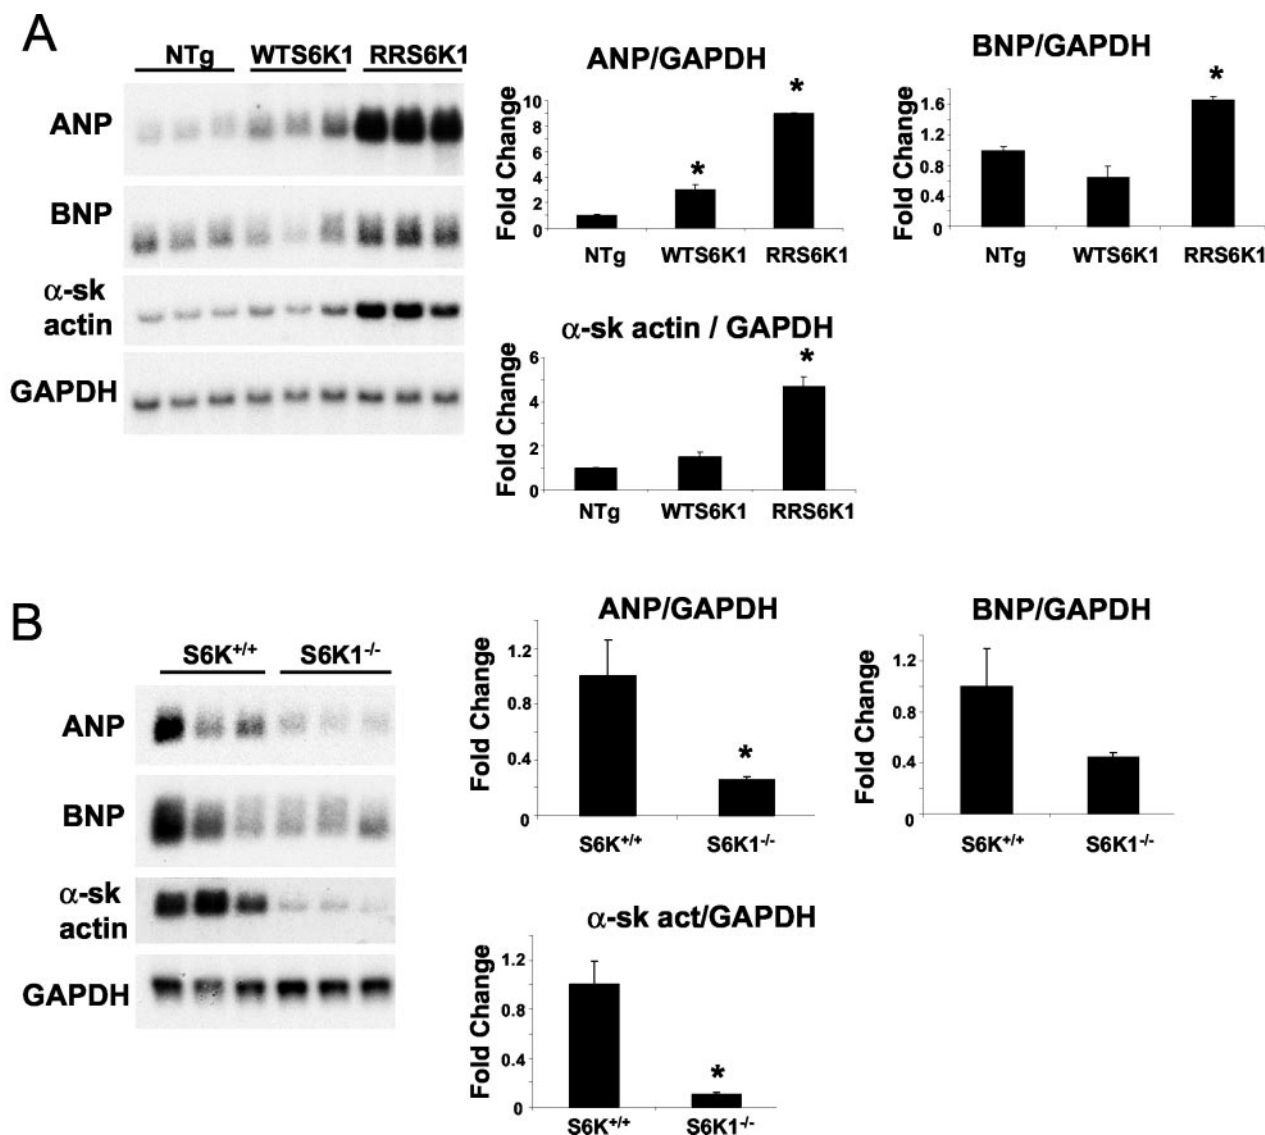 A
NTg WTS6K1 RRS6K1
ANP
BNP
α-sk
actin
GAPDH
ANP/GAPDH
Fold Change
10
8
6
4
2
0
*
*
NTg WTS6K1 RRS6K1
BNP/GAPDH
Fold Change
1.6
1.2
0.8
0.4
0
*
NTg WTS6K1 RRS6K1
α-sk actin / GAPDH
Fold Change
6
4
2
0
*
NTg WTS6K1 RRS6K1
B
S6K+/+ S6K1-/-
ANP
BNP
α-sk
actin
GAPDH
ANP/GAPDH
Fold Change
1.2
0.8
0.4
0
*
S6K+/+ S6K1-/-
BNP/GAPDH
Fold Change
1.2
0.8
0.4
0
S6K+/+ S6K1-/-
α-sk act/GAPDH
Fold Change
1.2
0.8
0.4
0
*
S6K+/+ S6K1-/-